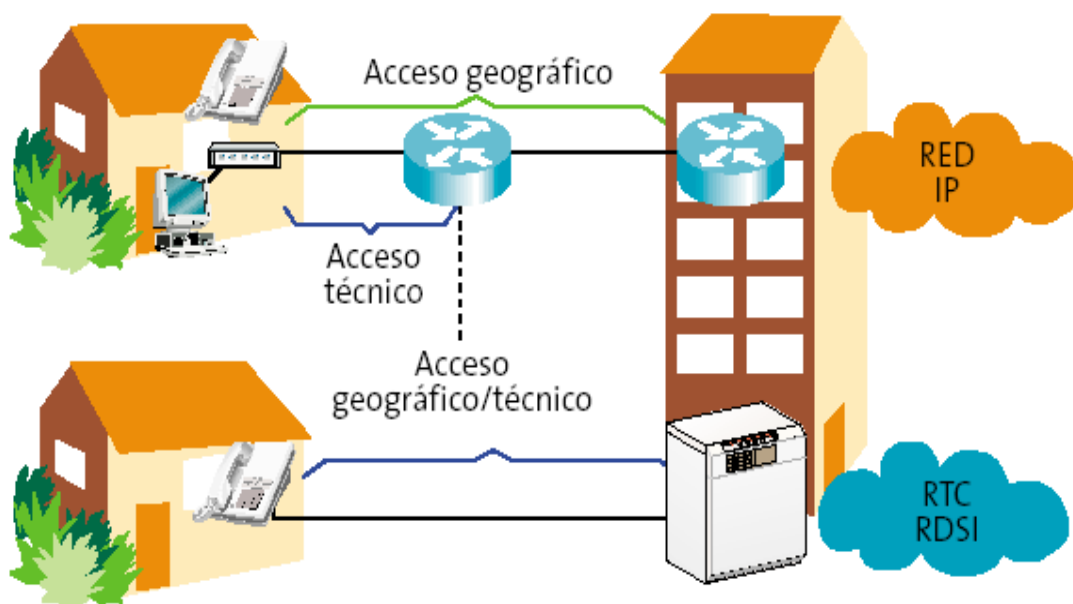 Acceso geográfico
RED
IP
Acceso
técnico
Acceso
geográfico/técnico
RTC
RDSI